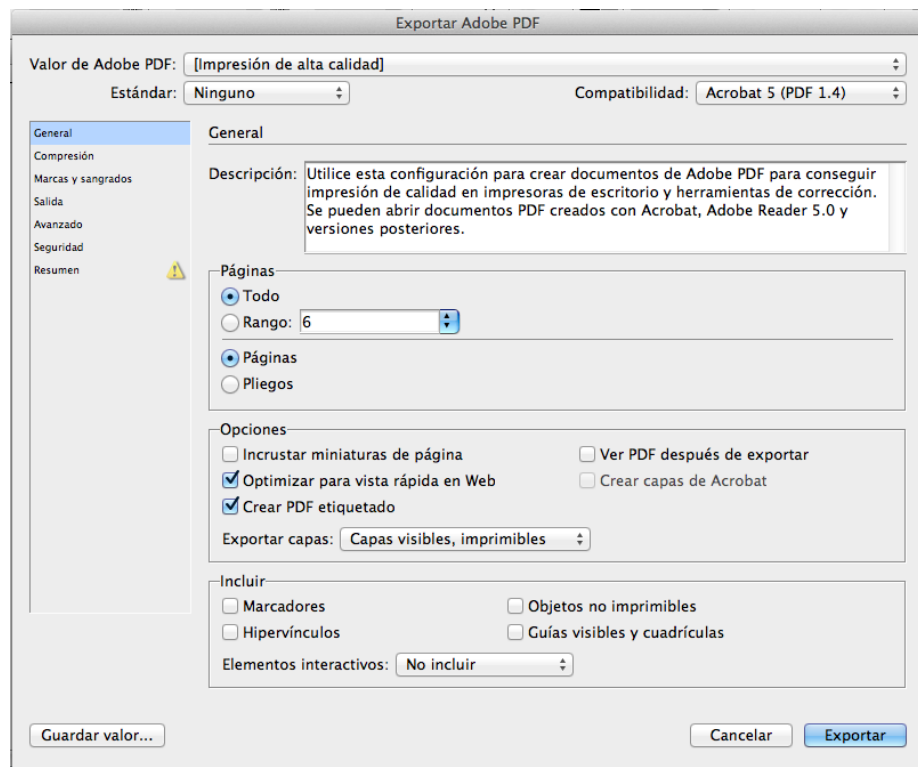 Exportar Adobe PDF
Valor de Adobe PDF: [Impresión de alta calidad]
Estándar: Ninguno Compatibilidad: Acrobat 5 (PDF 1.4)
General
Compresión
Marcas y sangrados
Salida
Avanzado
Seguridad
Resumen
General
Descripción: Utilice esta configuración para crear documentos de Adobe PDF para conseguir
impresión de calidad en impresoras de escritorio y herramientas de corrección.
Se pueden abrir documentos PDF creados con Acrobat, Adobe Reader 5.0 y
versiones posteriores.
Páginas
Todo
Rango: 6
Páginas
Pliegos
Opciones
Incrustar miniaturas de página Ver PDF después de exportar
Optimizar para vista rápida en Web Crear capas de Acrobat
Crear PDF etiquetado
Exportar capas: Capas visibles, imprimibles
Incluir
Marcadores Objetos no imprimibles
Hipervínculos Guías visibles y cuadrículas
Elementos interactivos: No incluir
Guardar valor... Cancelar Exportar